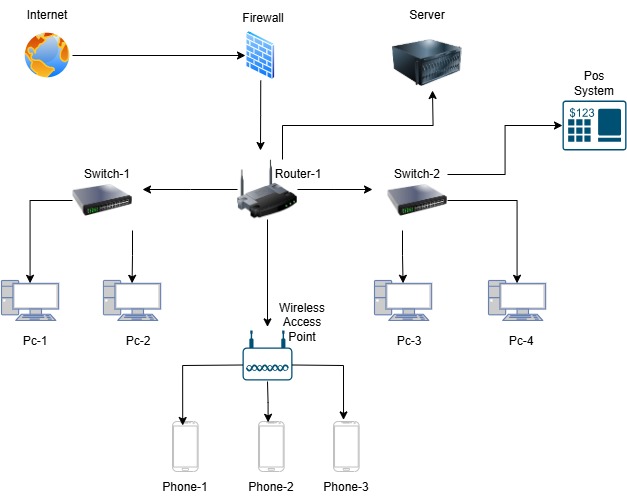 Internet
Firewall
Server
Pos
System
$123
Switch-1
Router-1
Switch-2
Wireless
Access
Point
Pc-1
Pc-2
Pc-3
Pc-4
Phone-1
Phone-2
Phone-3